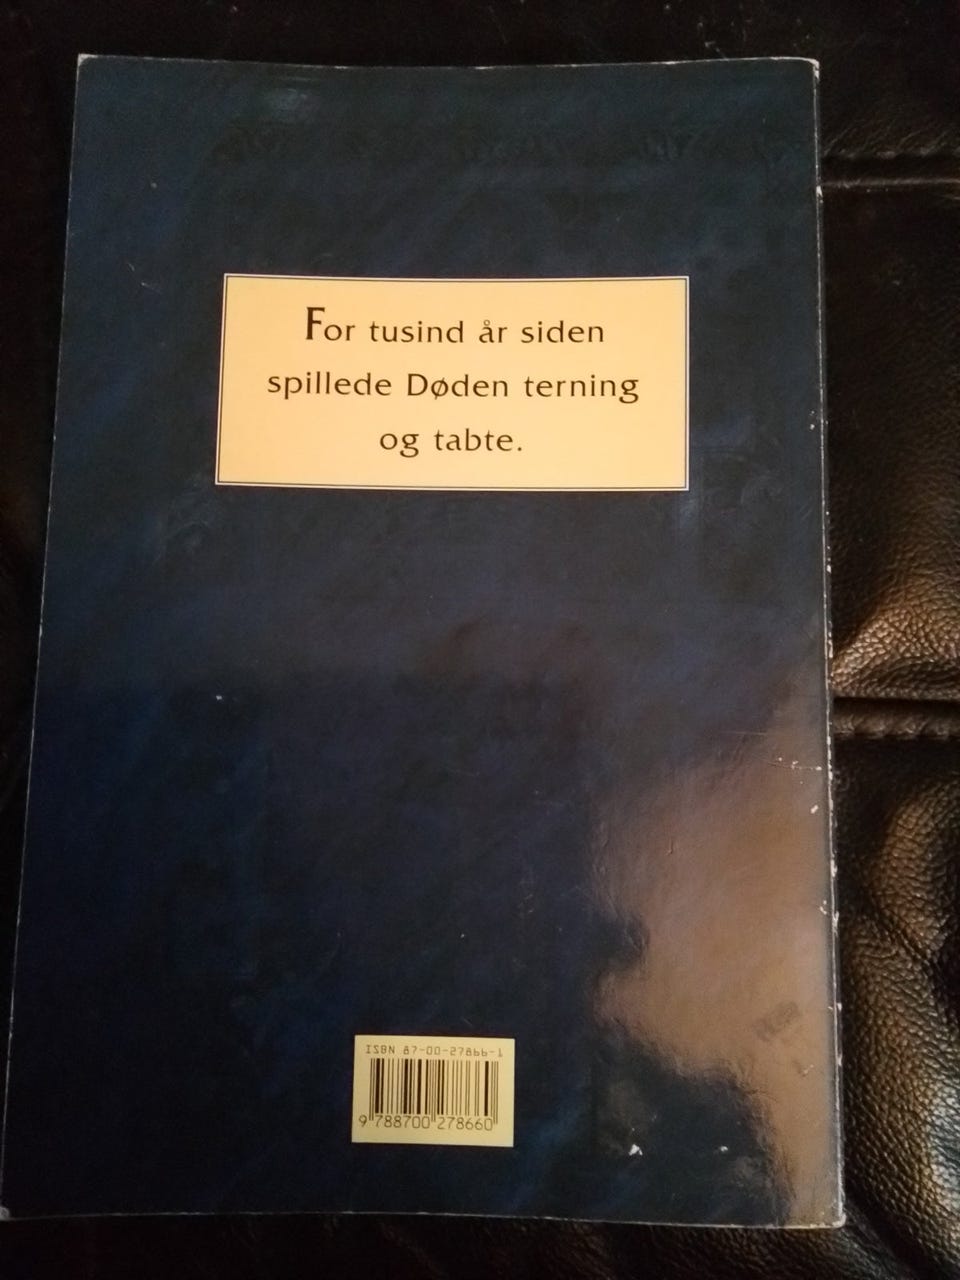 For tusind år siden
spillede Døden terning
og tabte.
ISBN 87-00-27866-1
9 788700 278660